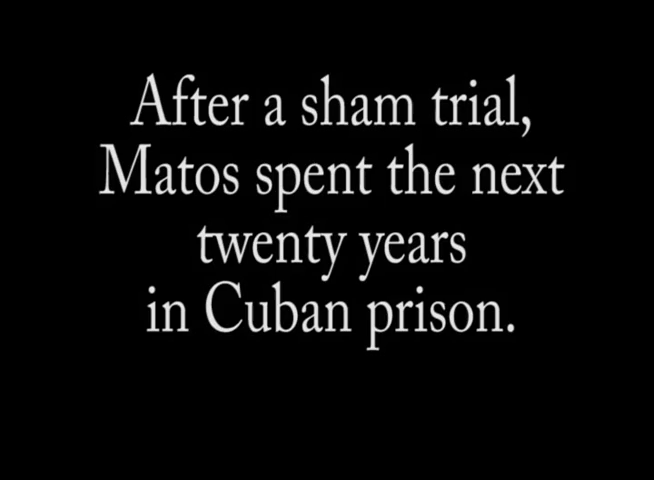 After a sham trial,
Matos spent the next
twenty years
in Cuban prison.